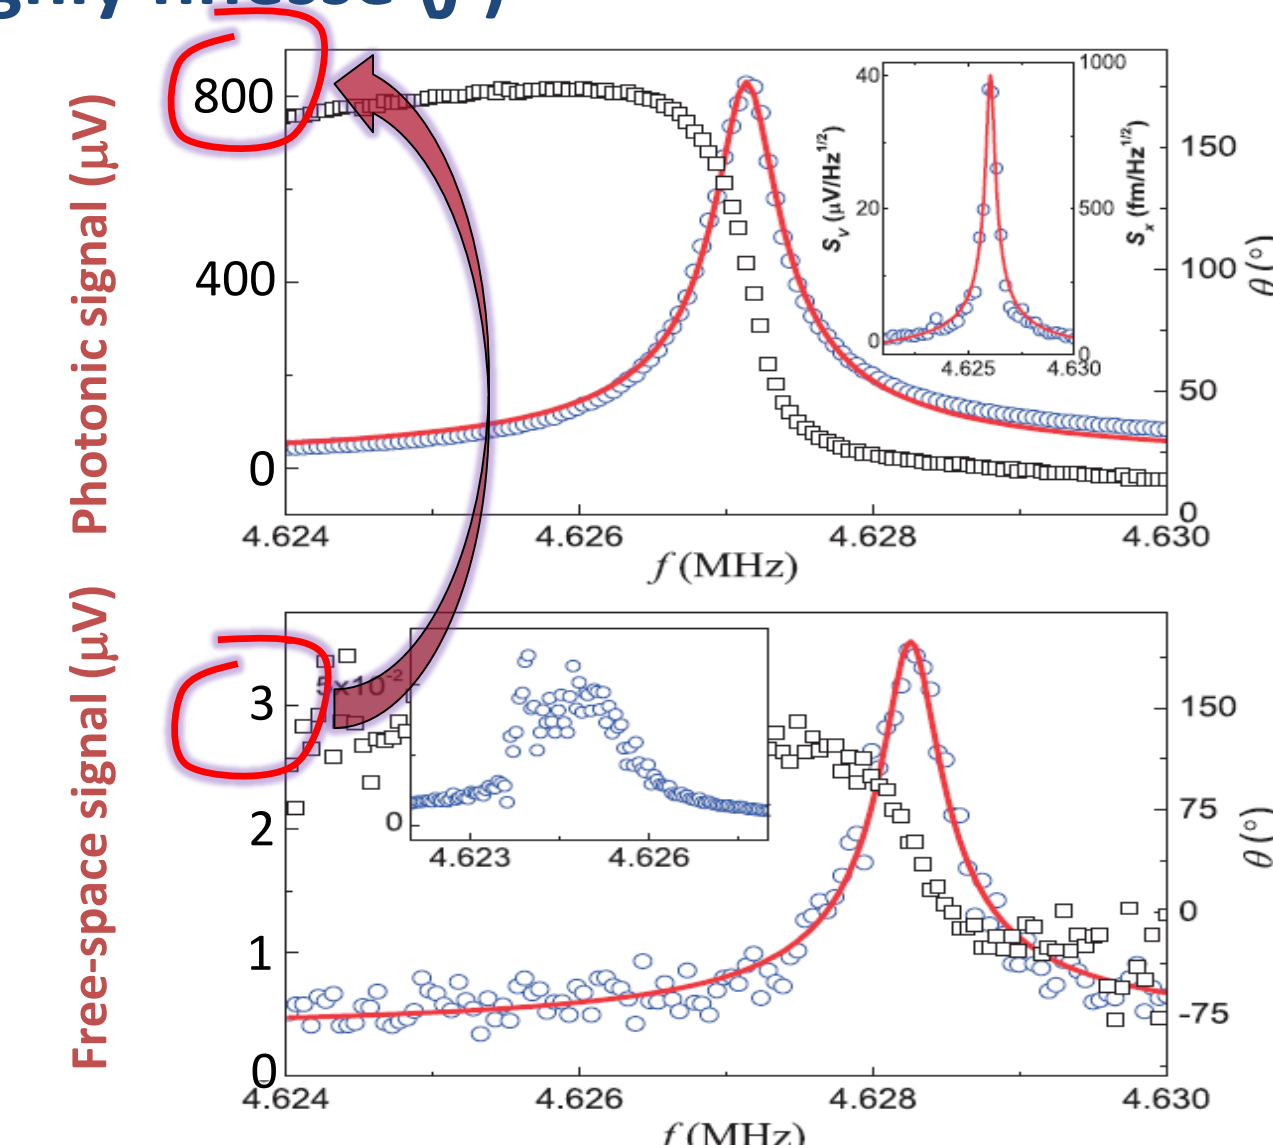 finesse
Photonic signal (µV)
800
400
0
40
20
0
S_V (µV/Hz^1/2)
1000
500
0
S_x (fm/Hz^1/2)
4.625 4.630
150
100
50
0
θ (°)
4.624 4.626 4.628 4.630
f (MHz)
Free-space signal (µV)
3
2
1
0
5x10^-2
0
4.623 4.626
150
75
0
-75
θ (°)
4.624 4.626 4.628 4.630
f (MHz)